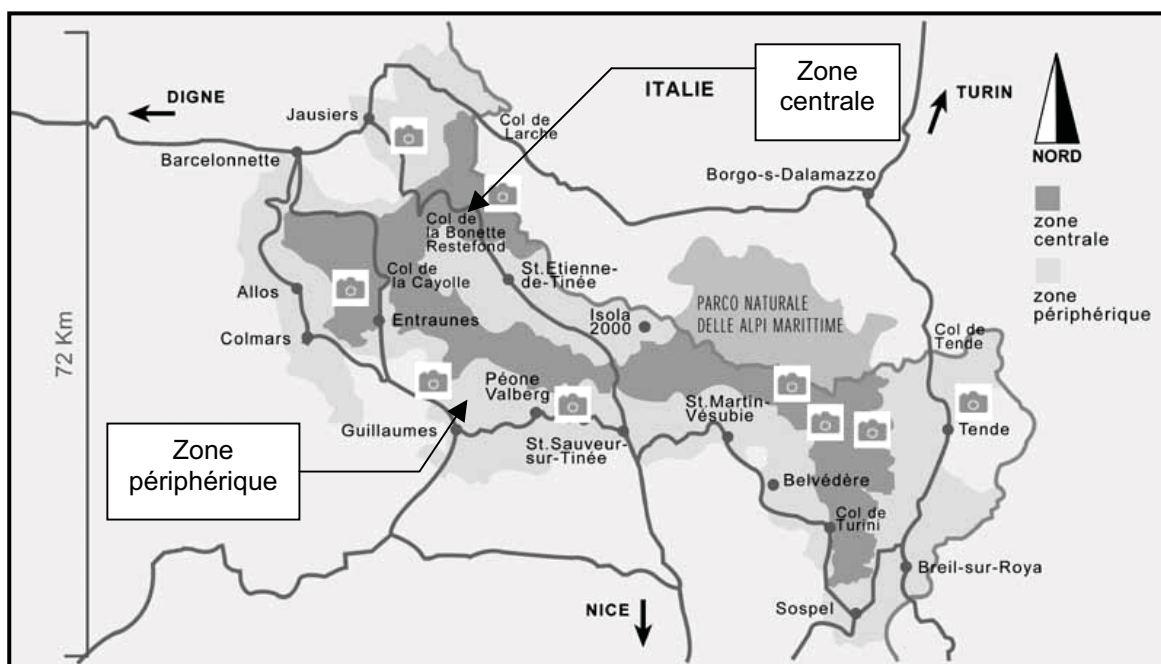 Zone
centrale
ITALIE
DIGNE
TURIN
Jausiers
Col de
Larche
NORD
Barcelonnette
Borgo-s-Dalamazzo
zone
centrale
Col de
la Bonette
Restefond
zone
périphérique
St.Etienne-
de-Tinée
Col de
la Cayolle
Allos
Isola
2000
PARCO NATURALE
DELLE ALPI MARITTIME
Entraunes
Colmars
Col de
Tende
72 Km
Péone
Valberg
St.Martin-
Vésubie
Guillaumes
Tende
St.Sauveur-
sur-Tinée
Zone
périphérique
Belvédère
Col de
Turini
Breil-sur-Roya
NICE
Sospel